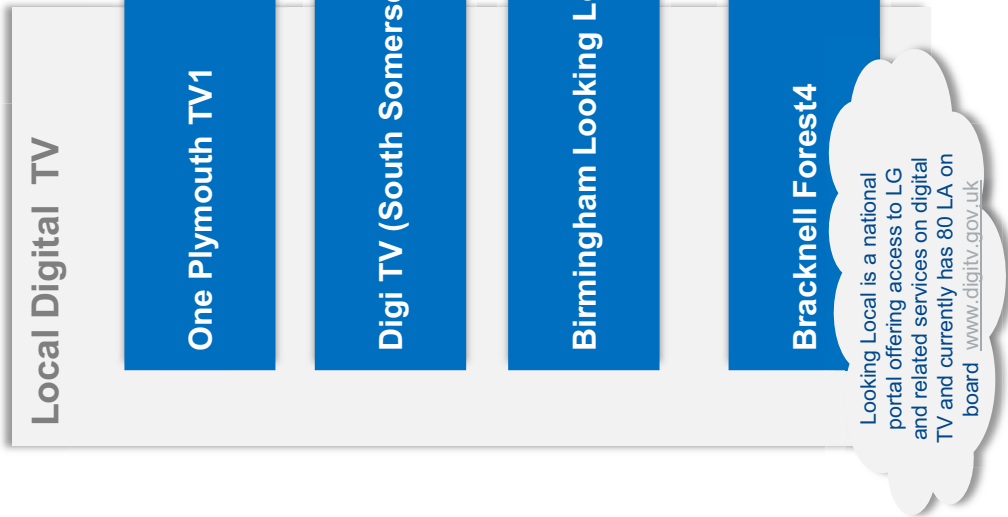 Local Digital TV
One Plymouth TV1
Digi TV (South
Birmingham Looking
Bracknell Forest4
Looking Local is a national
portal offering access to LG
and related services on digital
TV and currently has 80 LA on
board www.digitv.gov.uk